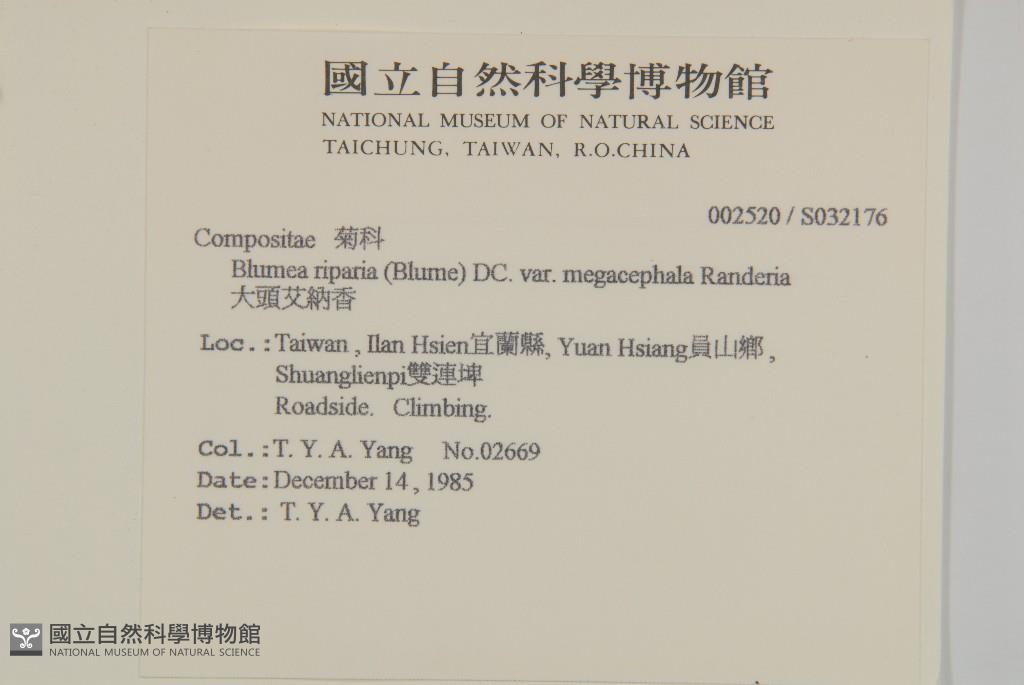 國立自然科學博物館
NATIONAL MUSEUM OF NATURAL SCIENCE
TAICHUNG, TAIWAN, R.O.CHINA
002520 / S032176
Compositae 菊科
Blumea riparia (Blume) DC. var. megacephala Randeria
大頭艾納香
Loc.:Taiwan , Ilan Hsien宜蘭縣, Yuan Hsiang員山鄉 ,
Shuanglienpi雙連埤
Roadside. Climbing.
Col.:T. Y. A. Yang No.02669
Date:December 14 , 1985
Det.: T. Y. A. Yang
國立自然科學博物館
NATIONAL MUSEUM OF NATURAL SCIENCE